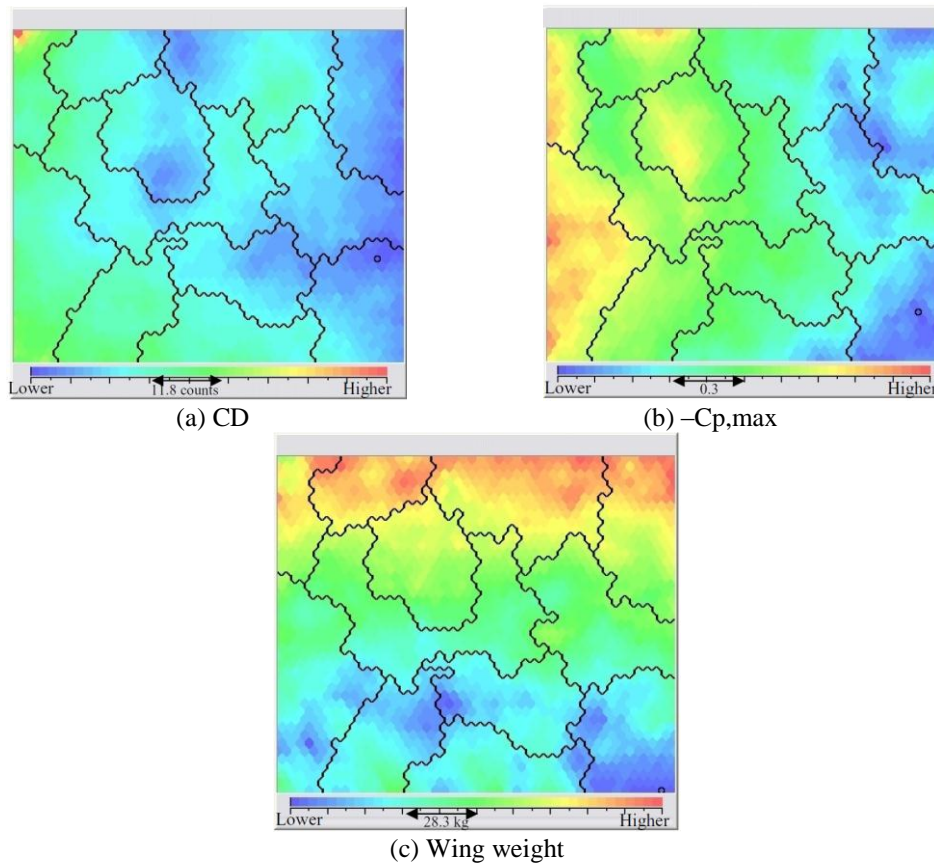 Lower 11.8 counts Higher
(a) CD
Lower 0.3 Higher
(b) –Cp,max
Lower 28.3 kg Higher
(c) Wing weight